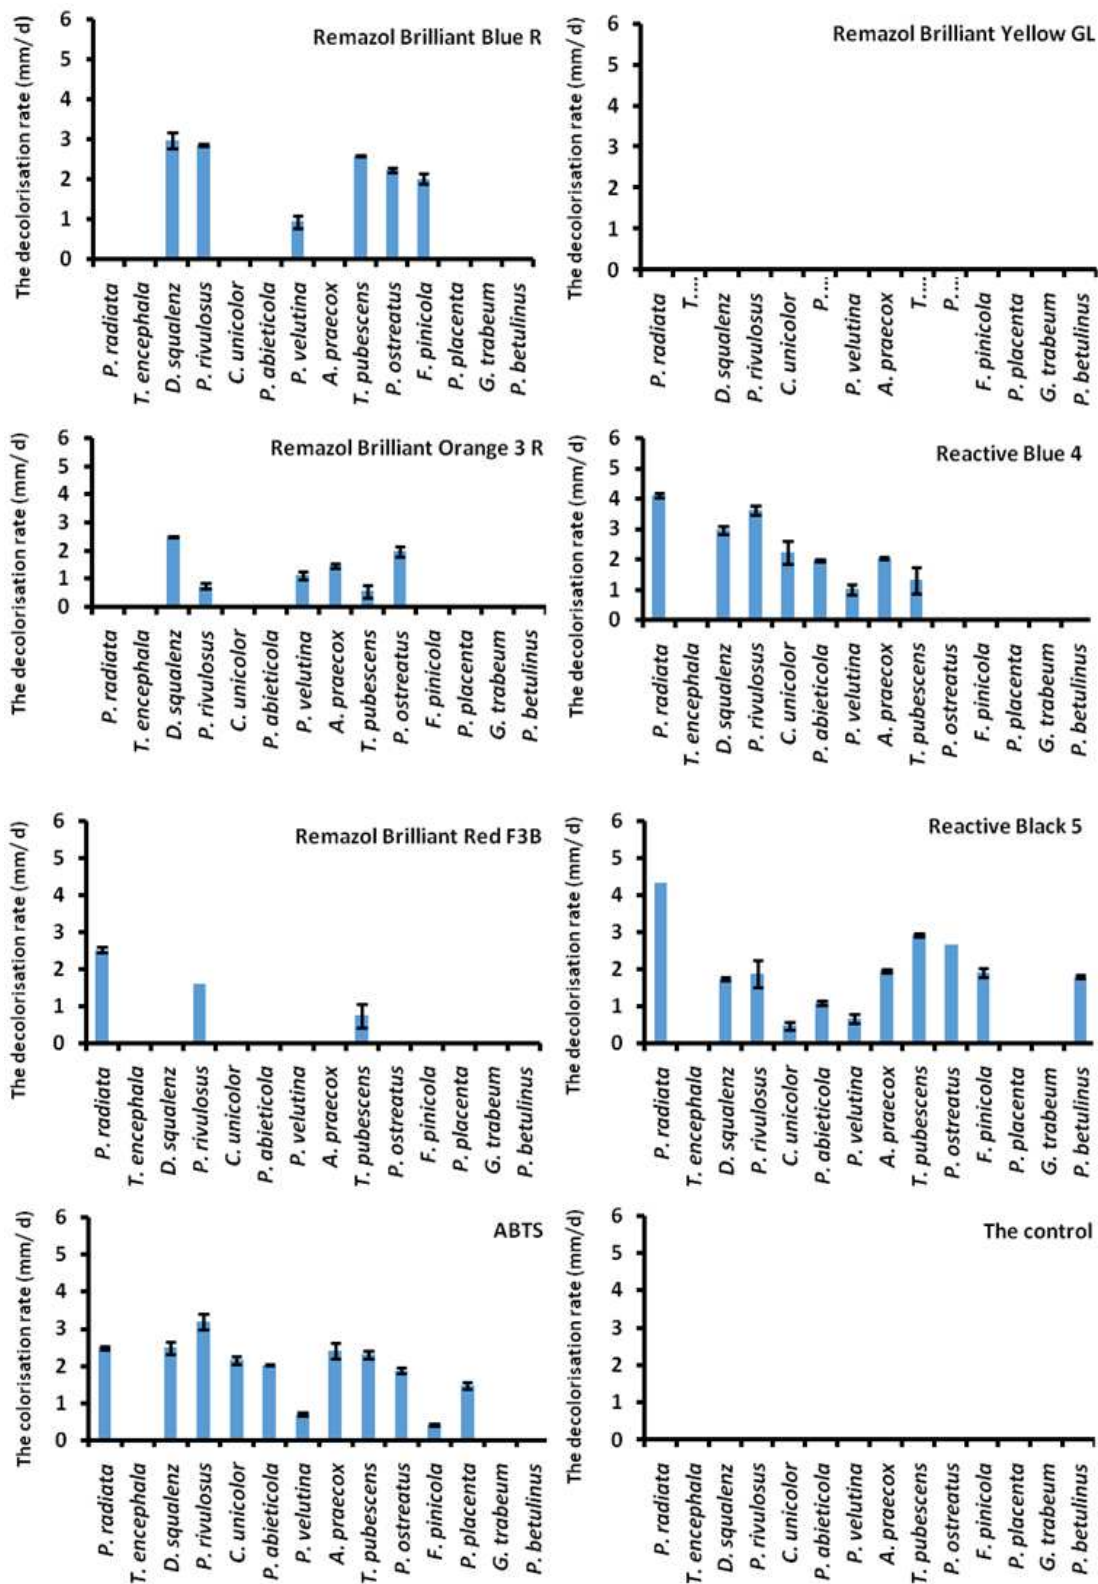 The decolorisation rate (mm/ d)
6
5
4
3
2
1
0
Remazol Brilliant Blue R
P. radiata
T. encephala
D. squalenz
P. rivulosus
C. unicolor
P. abieticola
P. velutina
A. praecox
T. pubescens
P. ostreatus
F. pinicola
P. placenta
G. trabeum
P. betulinus
The decolorisation rate (mm/ d)
6
5
4
3
2
1
0
Remazol Brilliant Yellow GL
P. radiata
T....
D. squalenz
P. rivulosus
C. unicolor
P....
P. velutina
A. praecox
T....
P....
F. pinicola
P. placenta
G. trabeum
P. betulinus
The decolorisation rate (mm/ d)
6
5
4
3
2
1
0
Remazol Brilliant Orange 3 R
P. radiata
T. encephala
D. squalenz
P. rivulosus
C. unicolor
P. abieticola
P. velutina
A. praecox
T. pubescens
P. ostreatus
F. pinicola
P. placenta
G. trabeum
P. betulinus
The decolorisation rate (mm/ d)
6
5
4
3
2
1
0
Reactive Blue 4
P. radiata
T. encephala
D. squalenz
P. rivulosus
C. unicolor
P. abieticola
P. velutina
A. praecox
T. pubescens
P. ostreatus
F. pinicola
P. placenta
G. trabeum
P. betulinus
The decolorisation rate (mm/ d)
6
5
4
3
2
1
0
Remazol Brilliant Red F3B
P. radiata
T. encephala
D. squalenz
P. rivulosus
C. unicolor
P. abieticola
P. velutina
A. praecox
T. pubescens
P. ostreatus
F. pinicola
P. placenta
G. trabeum
P. betulinus
The decolorisation rate (mm/ d)
6
5
4
3
2
1
0
Reactive Black 5
P. radiata
T. encephala
D. squalenz
P. rivulosus
C. unicolor
P. abieticola
P. velutina
A. praecox
T. pubescens
P. ostreatus
F. pinicola
P. placenta
G. trabeum
P. betulinus
The colorisation rate (mm/ d)
6
5
4
3
2
1
0
ABTS
P. radiata
T. encephala
D. squalenz
P. rivulosus
C. unicolor
P. abieticola
P. velutina
A. praecox
T. pubescens
P. ostreatus
F. pinicola
P. placenta
G. trabeum
P. betulinus
The decolorisation rate (mm/d)
6
5
4
3
2
1
0
The control
P. radiata
T. encephala
D. squalenz
P. rivulosus
C. unicolor
P. abieticola
P. velutina
A. praecox
T. pubescens
P. ostreatus
F. pinicola
P. placenta
G. trabeum
P. betulinus